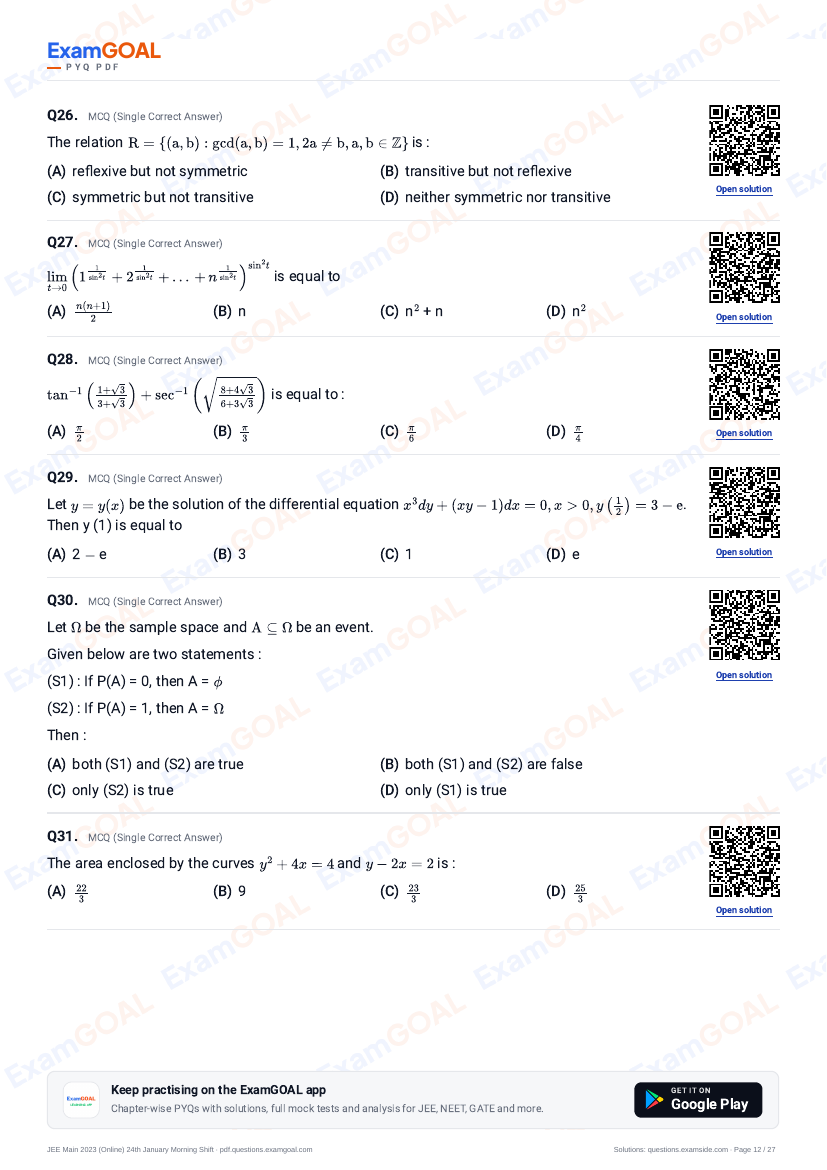 ExamGOAL
PYQ PDF
Q26. MCQ (Single Correct Answer)
The relation R = {(a, b) : gcd(a, b) = 1, 2a ≠ b, a, b ∈ ℤ} is :
(A) reflexive but not symmetric (B) transitive but not reflexive
(C) symmetric but not transitive (D) neither symmetric nor transitive
Open solution
Q27. MCQ (Single Correct Answer)
lim_{t→0} (1^{1/sin²t} + 2^{1/sin²t} + … + n^{1/sin²t})^{sin²t} is equal to
(A) n(n+1)/2 (B) n (C) n² + n (D) n²
Open solution
Q28. MCQ (Single Correct Answer)
tan⁻¹ ((1+√3)/(3+√3)) + sec⁻¹ (√((8+4√3)/(6+3√3))) is equal to :
(A) π/2 (B) π/3 (C) π/6 (D) π/4
Open solution
Q29. MCQ (Single Correct Answer)
Let y = y(x) be the solution of the differential equation x³dy + (xy − 1)dx = 0, x > 0, y(1/2) = 3 − e.
Then y (1) is equal to
(A) 2 − e (B) 3 (C) 1 (D) e
Open solution
Q30. MCQ (Single Correct Answer)
Let Ω be the sample space and A ⊆ Ω be an event.
Given below are two statements :
(S1) : If P(A) = 0, then A = ϕ
(S2) : If P(A) = 1, then A = Ω
Then :
(A) both (S1) and (S2) are true (B) both (S1) and (S2) are false
(C) only (S2) is true (D) only (S1) is true
Open solution
Q31. MCQ (Single Correct Answer)
The area enclosed by the curves y² + 4x = 4 and y − 2x = 2 is :
(A) 22/3 (B) 9 (C) 23/3 (D) 25/3
Open solution
ExamGOAL
Keep practising on the ExamGOAL app
Chapter-wise PYQs with solutions, full mock tests and analysis for JEE, NEET, GATE and more.
GET IT ON
Google Play
JEE Main 2023 (Online) 24th January Morning Shift · pdf.questions.examgoal.com
Solutions: questions.examside.com · Page 12 / 27